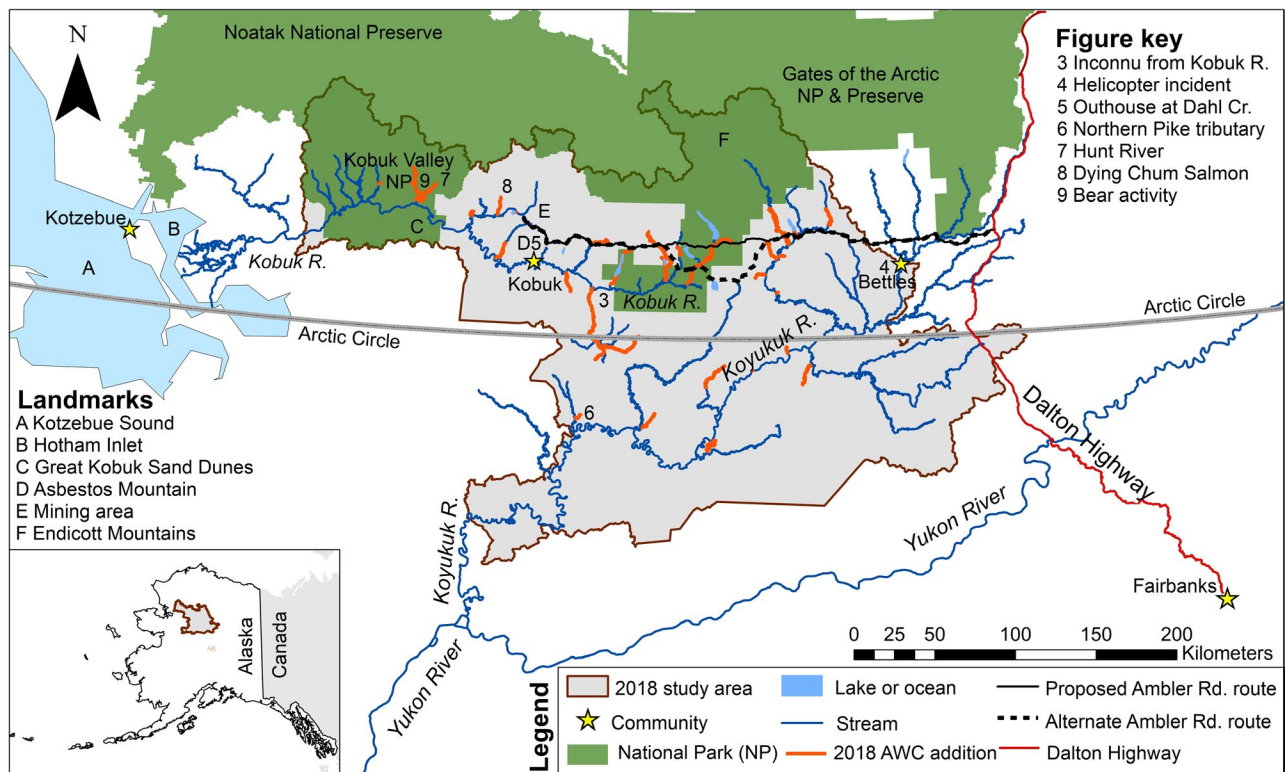 N
Noatak National Preserve
Gates of the Arctic
NP & Preserve
Figure key
3 Inconnu from Kobuk R.
4 Helicopter incident
5 Outhouse at Dahl Cr.
6 Northern Pike tributary
7 Hunt River
8 Dying Chum Salmon
9 Bear activity
F
Kobuk Valley
NP 9 7
8
Kotzebue
B
C
E
D5
A
Kobuk R.
Kobuk
3
Kobuk R.
4
Bettles
Arctic Circle
Arctic Circle
Koyukuk R.
6
Landmarks
A Kotzebue Sound
B Hotham Inlet
C Great Kobuk Sand Dunes
D Asbestos Mountain
E Mining area
F Endicott Mountains
Dalton Highway
Koyukuk R.
Yukon River
Yukon River
Fairbanks
Alaska
Canada
AK
0 25 50 100 150 200
Kilometers
Legend
2018 study area
Lake or ocean
Proposed Ambler Rd. route
Community
Stream
Alternate Ambler Rd. route
National Park (NP)
2018 AWC addition
Dalton Highway